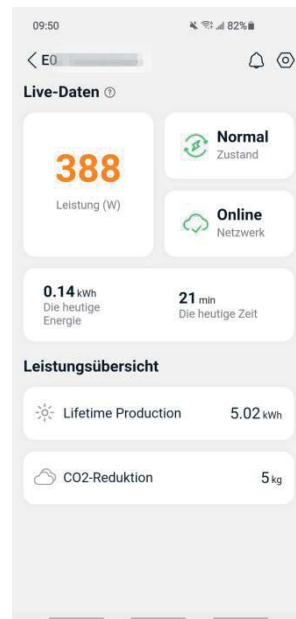 09:50 82%
E0
Live-Daten
388
Leistung (W)
Normal
Zustand
Online
Netzwerk
0.14 kWh
Die heutige
Energie
21 min
Die heutige Zeit
Leistungsübersicht
Lifetime Production 5.02 kWh
CO2-Reduktion 5 kg